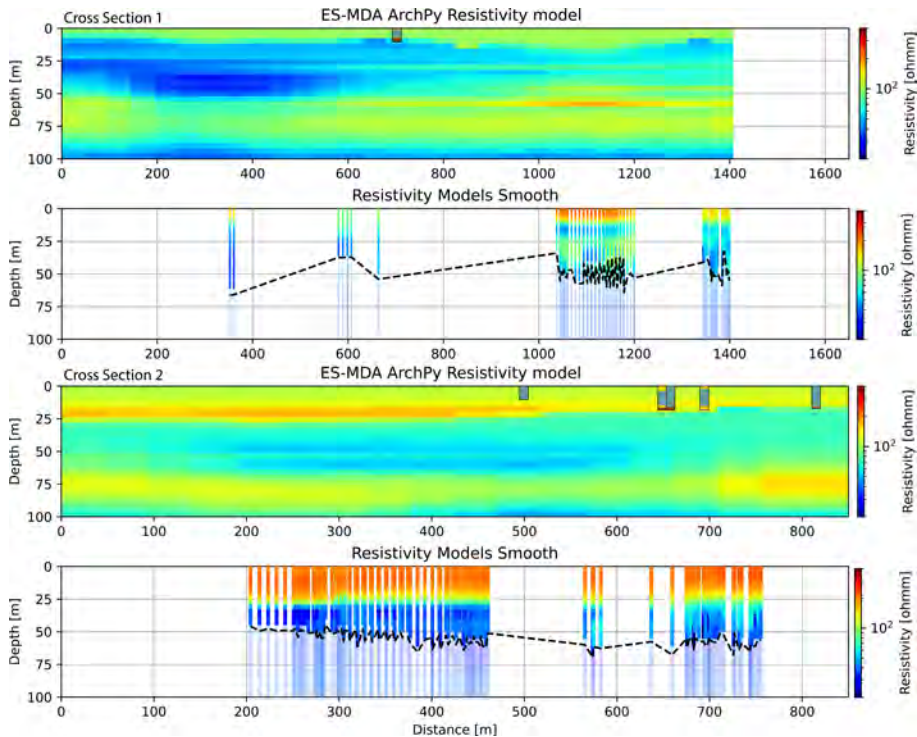 Cross Section 1
ES-MDA ArchPy Resistivity model
Depth [m]
0
25
50
75
100
0 200 400 600 800 1000 1200 1400 1600
10²
Resistivity [ohmm]
Resistivity Models Smooth
Depth [m]
0
25
50
75
100
0 200 400 600 800 1000 1200 1400 1600
10²
Resistivity [ohmm]
Cross Section 2
ES-MDA ArchPy Resistivity model
Depth [m]
0
25
50
75
100
0 100 200 300 400 500 600 700 800
10²
Resistivity [ohmm]
Resistivity Models Smooth
Depth [m]
0
25
50
75
100
0 100 200 300 400 500 600 700 800
Distance [m]
10²
Resistivity [ohmm]